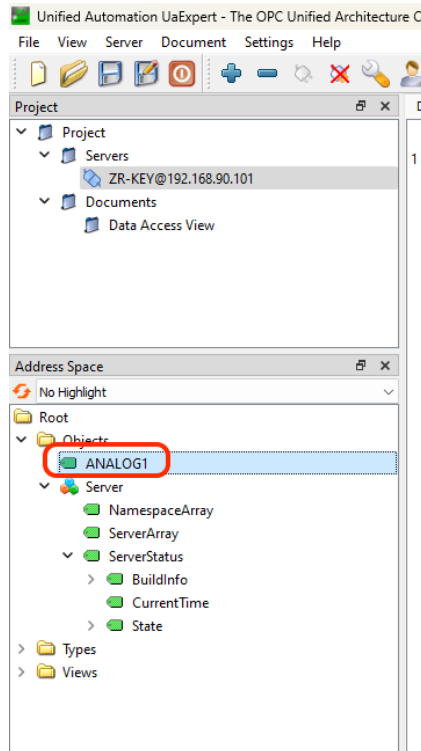 Unified Automation UaExpert - The OPC Unified Architecture C
File View Server Document Settings Help
Project
D
Project
1
Servers
ZR-KEY@192.168.90.101
Documents
Data Access View
Address Space
No Highlight
Root
Objects
ANALOG1
Server
NamespaceArray
ServerArray
ServerStatus
BuildInfo
CurrentTime
State
Types
Views